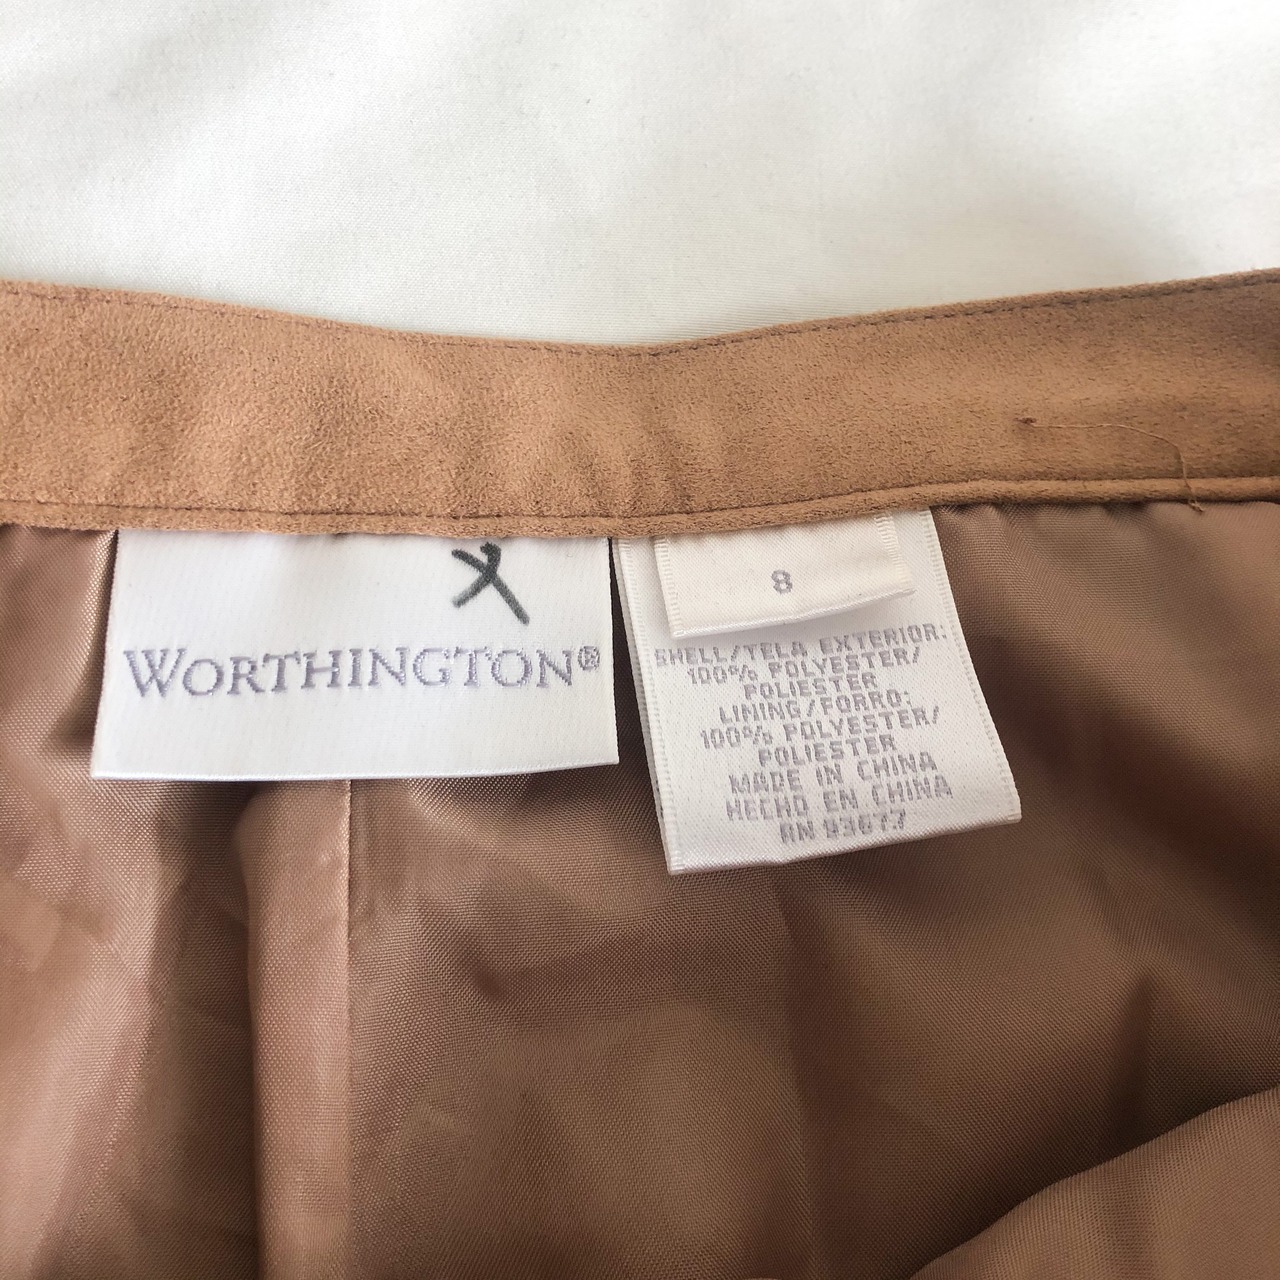 WORTHINGTON®
8
SHELL/TELA EXTERIOR:
100% POLYESTER/
POLIESTER
LINING/FORRO:
100% POLYESTER/
POLIESTER
MADE IN CHINA
HECHO EN CHINA
RN 93677